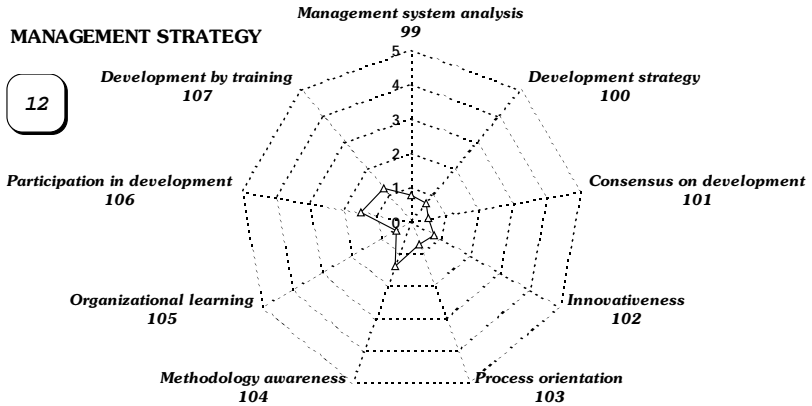 Management system analysis
99
MANAGEMENT STRATEGY
12
5
4
3
2
1
0
Development by training
107
Development strategy
100
Participation in development
106
Consensus on development
101
Organizational learning
105
Innovativeness
102
Methodology awareness
104
Process orientation
103